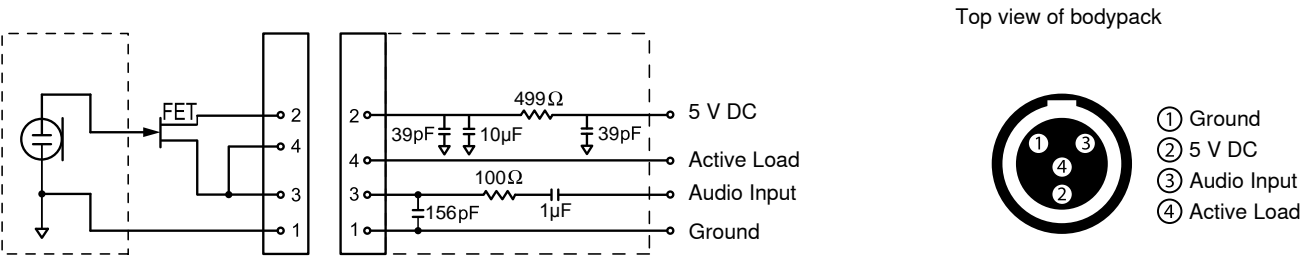 Top view of bodypack
FET
2
4
3
1
2
4
3
1
499Ω
39pF
10µF
39pF
100Ω
156pF
1µF
5 V DC
Active Load
Audio Input
Ground
1
3
4
2
① Ground
② 5 V DC
③ Audio Input
④ Active Load